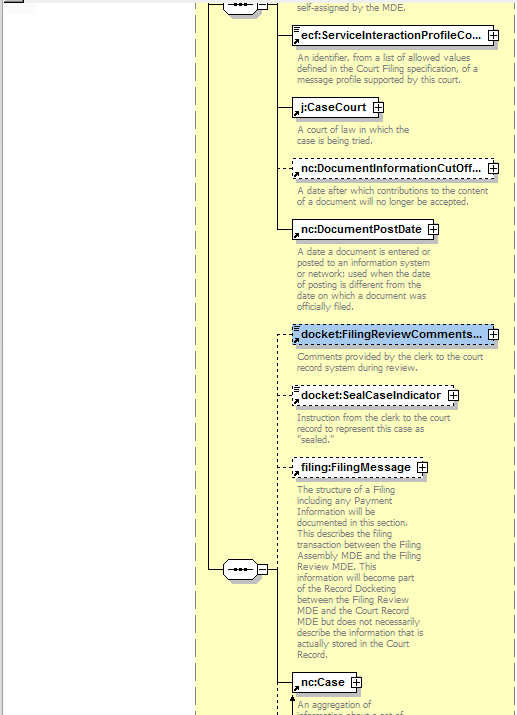 self-assigned by the MDE.
ecf:ServiceInteractionProfileCo...
An identifier, from a list of allowed values
defined in the Court Filing specification, of a
message profile supported by this court.
j:CaseCourt
A court of law in which the
case is being tried.
nc:DocumentInformationCutOff...
A date after which contributions to the content
of a document will no longer be accepted.
nc:DocumentPostDate
A date a document is entered or
posted to an information system
or network; used when the date
of posting is different from the
date on which a document was
officially filed.
docket:FilingReviewComments...
Comments provided by the clerk to the court
record system during review.
docket:SealCaseIndicator
Instruction from the clerk to the court
record to represent this case as
"sealed."
filing:FilingMessage
The structure of a Filing
including any Payment
Information will be
documented in this section.
This describes the filing
transaction between the Filing
Assembly MDE and the Filing
Review MDE. This
information will become part
of the Record Docketing
between the Filing Review
MDE and the Court Record
MDE but does not necessarily
describe the information that is
actually stored in the Court
Record.
nc:Case
An aggregation of
information about a set of